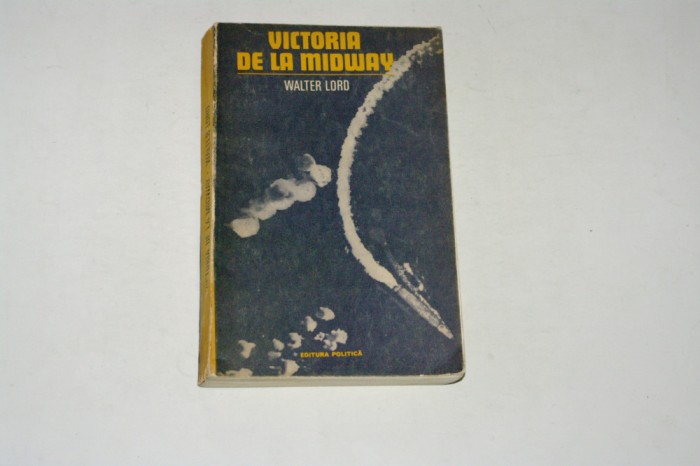 VICTORIA
DE LA MIDWAY
WALTER LORD
EDITURA POLITICĂ